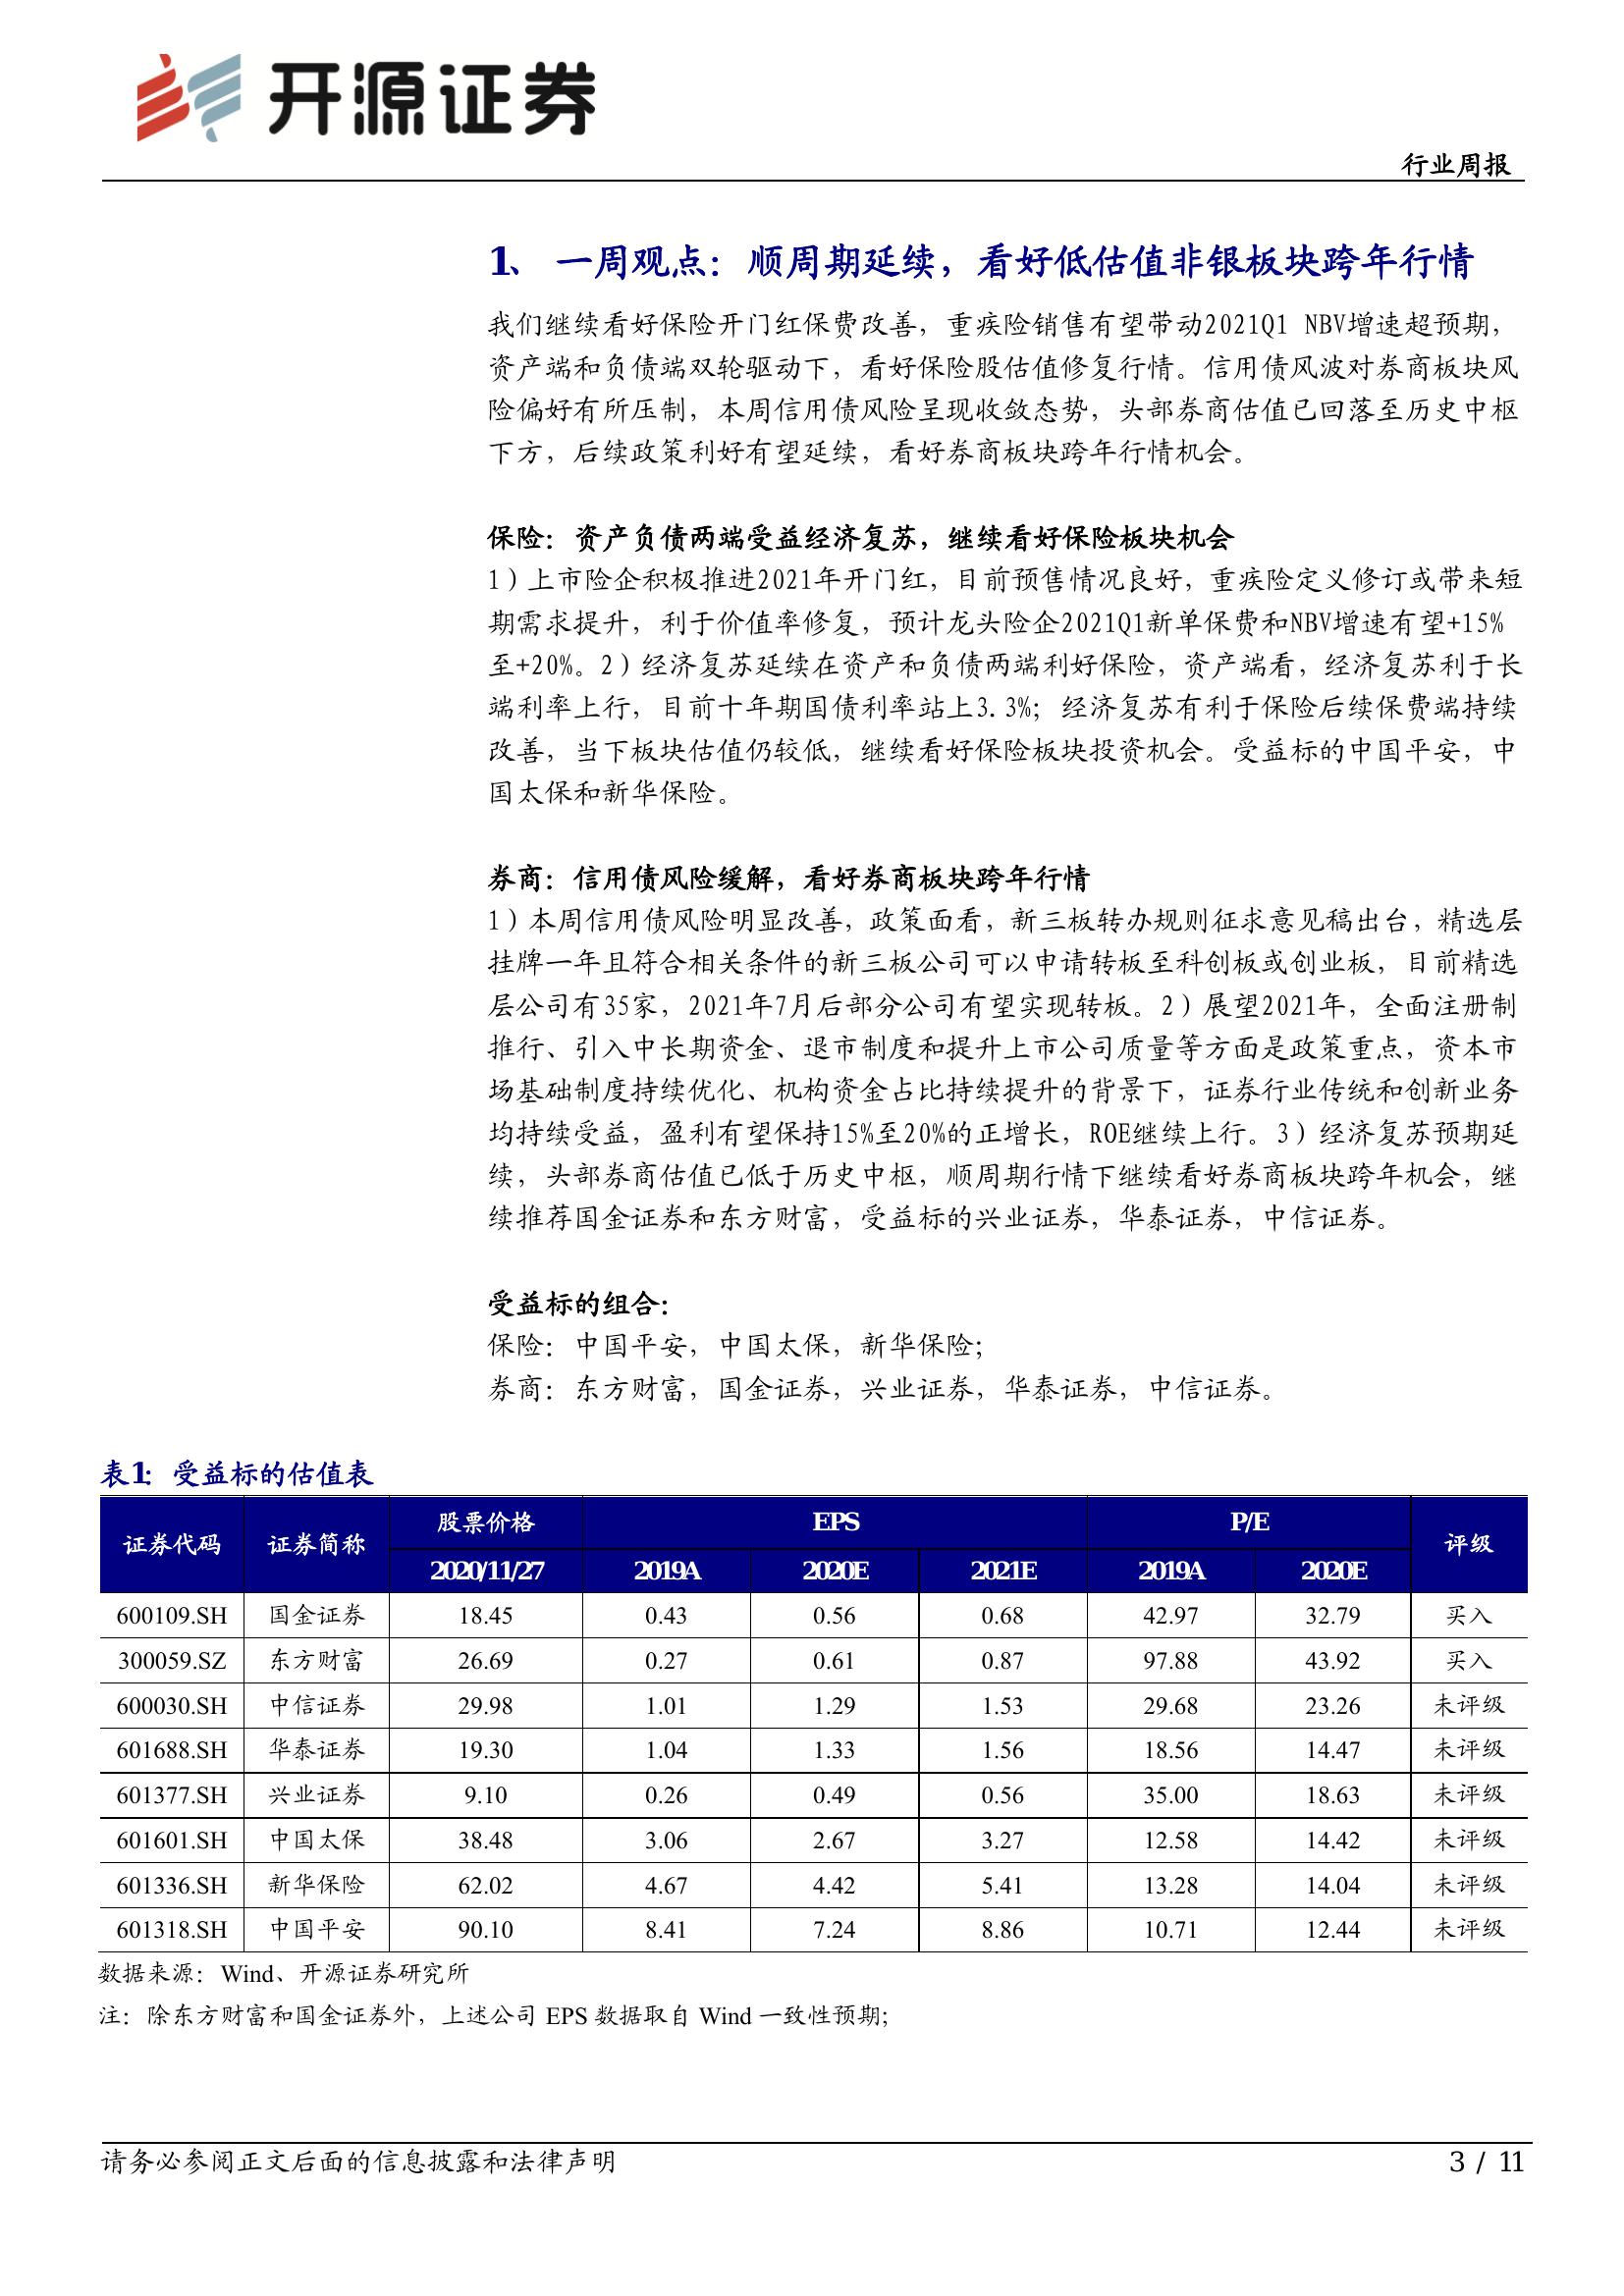 开源证券
行业周报
1、 一周观点：顺周期延续，看好低估值非银板块跨年行情
我们继续看好保险开门红保费改善，重疾险销售有望带动2021Q1 NBV增速超预期，
资产端和负债端双轮驱动下，看好保险股估值修复行情。信用债风波对券商板块风
险偏好有所压制，本周信用债风险呈现收敛态势，头部券商估值已回落至历史中枢
下方，后续政策利好有望延续，看好券商板块跨年行情机会。
保险：资产负债两端受益经济复苏，继续看好保险板块机会
1）上市险企积极推进2021年开门红，目前预售情况良好，重疾险定义修订或带来短
期需求提升，利于价值率修复，预计龙头险企2021Q1新单保费和NBV增速有望+15%
至+20%。2）经济复苏延续在资产和负债两端利好保险，资产端看，经济复苏利于长
端利率上行，目前十年期国债利率站上3.3%；经济复苏有利于保险后续保费端持续
改善，当下板块估值仍较低，继续看好保险板块投资机会。受益标的中国平安，中
国太保和新华保险。
券商：信用债风险缓解，看好券商板块跨年行情
1）本周信用债风险明显改善，政策面看，新三板转办规则征求意见稿出台，精选层
挂牌一年且符合相关条件的新三板公司可以申请转板至科创板或创业板，目前精选
层公司有35家，2021年7月后部分公司有望实现转板。2）展望2021年，全面注册制
推行、引入中长期资金、退市制度和提升上市公司质量等方面是政策重点，资本市
场基础制度持续优化、机构资金占比持续提升的背景下，证券行业传统和创新业务
均持续受益，盈利有望保持15%至20%的正增长，ROE继续上行。3）经济复苏预期延
续，头部券商估值已低于历史中枢，顺周期行情下继续看好券商板块跨年机会，继
续推荐国金证券和东方财富，受益标的兴业证券，华泰证券，中信证券。
受益标的组合：
保险：中国平安，中国太保，新华保险；
券商：东方财富，国金证券，兴业证券，华泰证券，中信证券。
表1：受益标的估值表
证券代码 证券简称 股票价格 EPS P/E 评级
2020/11/27 2019A 2020E 2021E 2019A 2020E
600109.SH 国金证券 18.45 0.43 0.56 0.68 42.97 32.79 买入
300059.SZ 东方财富 26.69 0.27 0.61 0.87 97.88 43.92 买入
600030.SH 中信证券 29.98 1.01 1.29 1.53 29.68 23.26 未评级
601688.SH 华泰证券 19.30 1.04 1.33 1.56 18.56 14.47 未评级
601377.SH 兴业证券 9.10 0.26 0.49 0.56 35.00 18.63 未评级
601601.SH 中国太保 38.48 3.06 2.67 3.27 12.58 14.42 未评级
601336.SH 新华保险 62.02 4.67 4.42 5.41 13.28 14.04 未评级
601318.SH 中国平安 90.10 8.41 7.24 8.86 10.71 12.44 未评级
数据来源：Wind、开源证券研究所
注：除东方财富和国金证券外，上述公司 EPS 数据取自 Wind 一致性预期；
请务必参阅正文后面的信息披露和法律声明 3 / 11